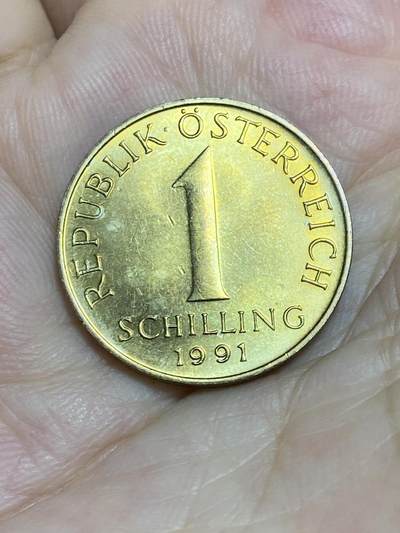 REPUBLIK · ÖSTERREICH
1
SCHILLING
1991